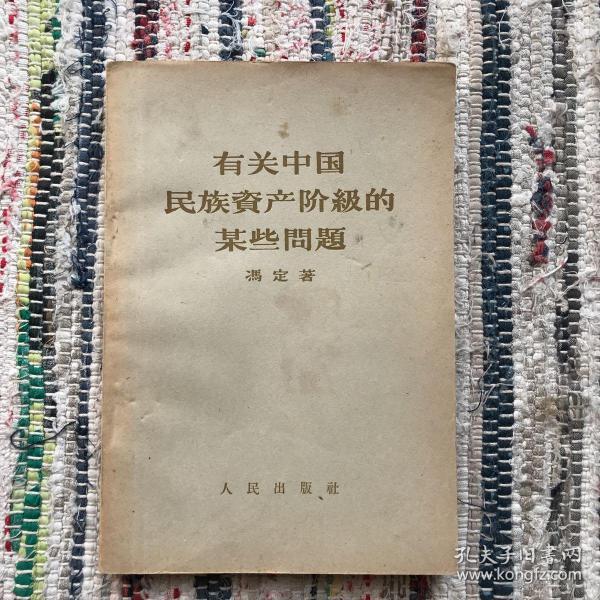 有关中国
民族資产阶級的
某些問題
馮定著
人民出版社
孔夫子旧書网
www.kongfz.com